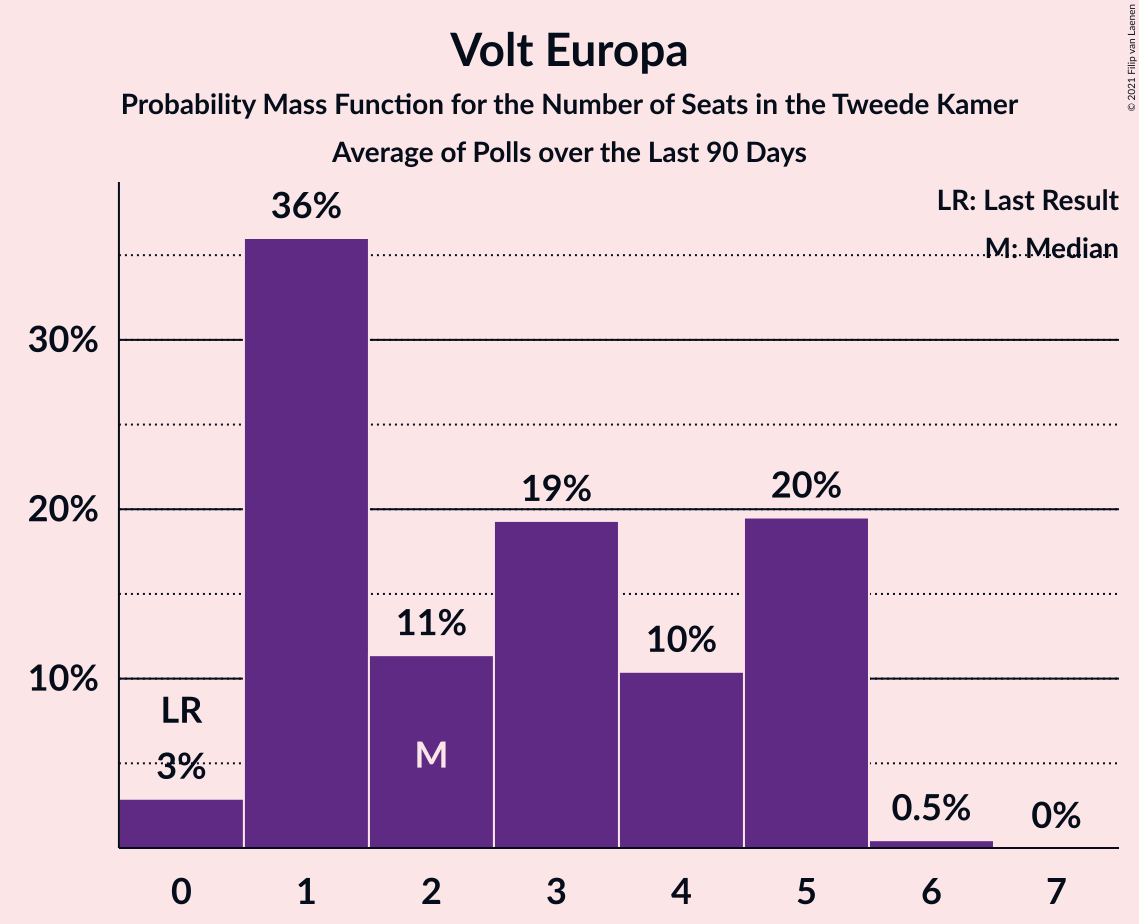 Volt Europa
Probability Mass Function for the Number of Seats in the Tweede Kamer
Average of Polls over the Last 90 Days
© 2021 Filip van Laenen
LR: Last Result
M: Median
36%
30%
20%
19%
20%
11%
10%
10%
LR
3%
M
0.5%
0%
0 1 2 3 4 5 6 7